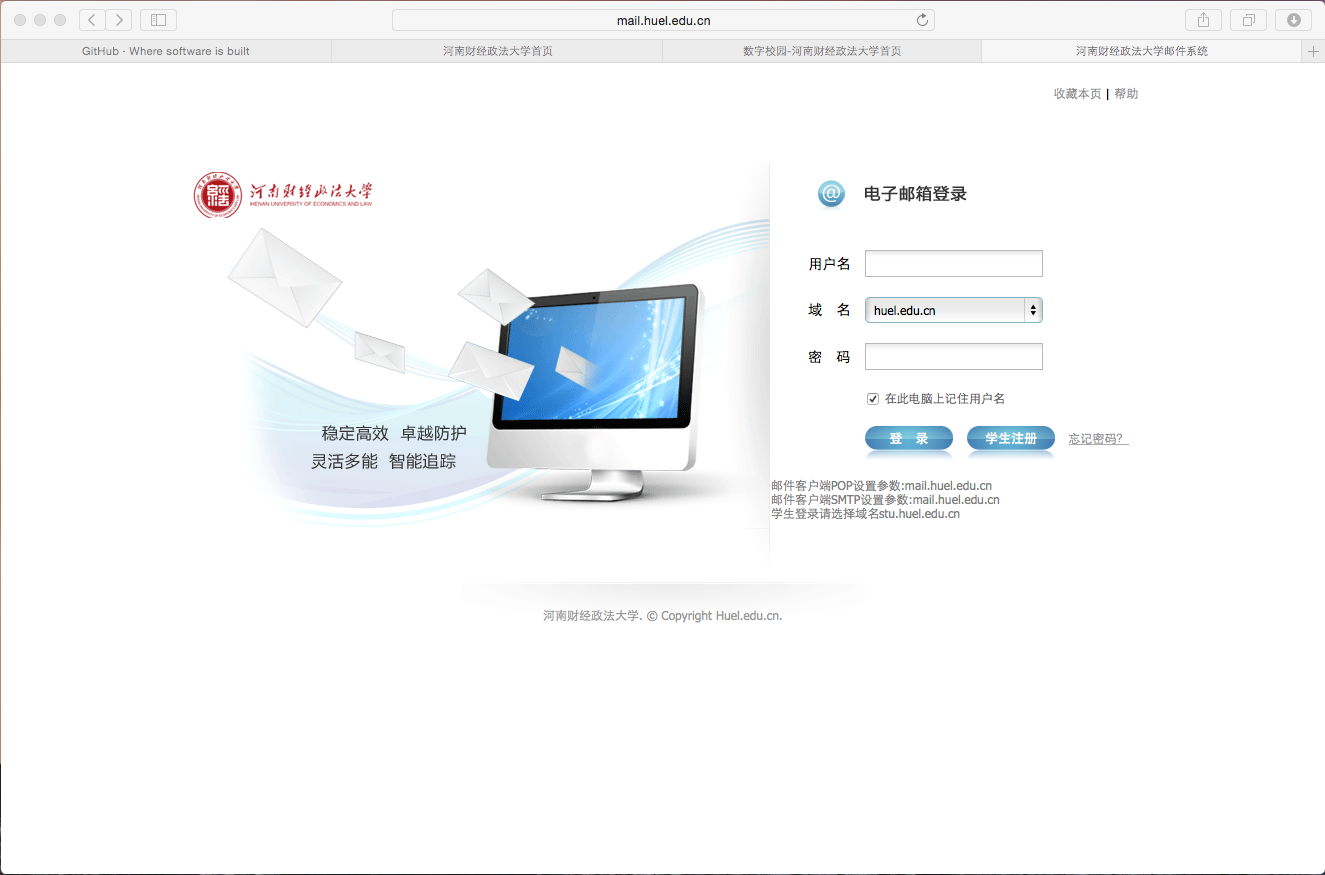 mail.huel.edu.cn
GitHub · Where software is built
河南财经政法大学首页
数字校园-河南财经政法大学首页
河南财经政法大学邮件系统
收藏本页 | 帮助
河南财经政法大学
HENAN UNIVERSITY OF ECONOMICS AND LAW
@ 电子邮箱登录
用户名
域 名 huel.edu.cn
密 码
在此电脑上记住用户名
登 录 学生注册 忘记密码?
稳定高效 卓越防护
灵活多能 智能追踪
邮件客户端POP设置参数:mail.huel.edu.cn
邮件客户端SMTP设置参数:mail.huel.edu.cn
学生登录请选择域名stu.huel.edu.cn
河南财经政法大学. © Copyright Huel.edu.cn.